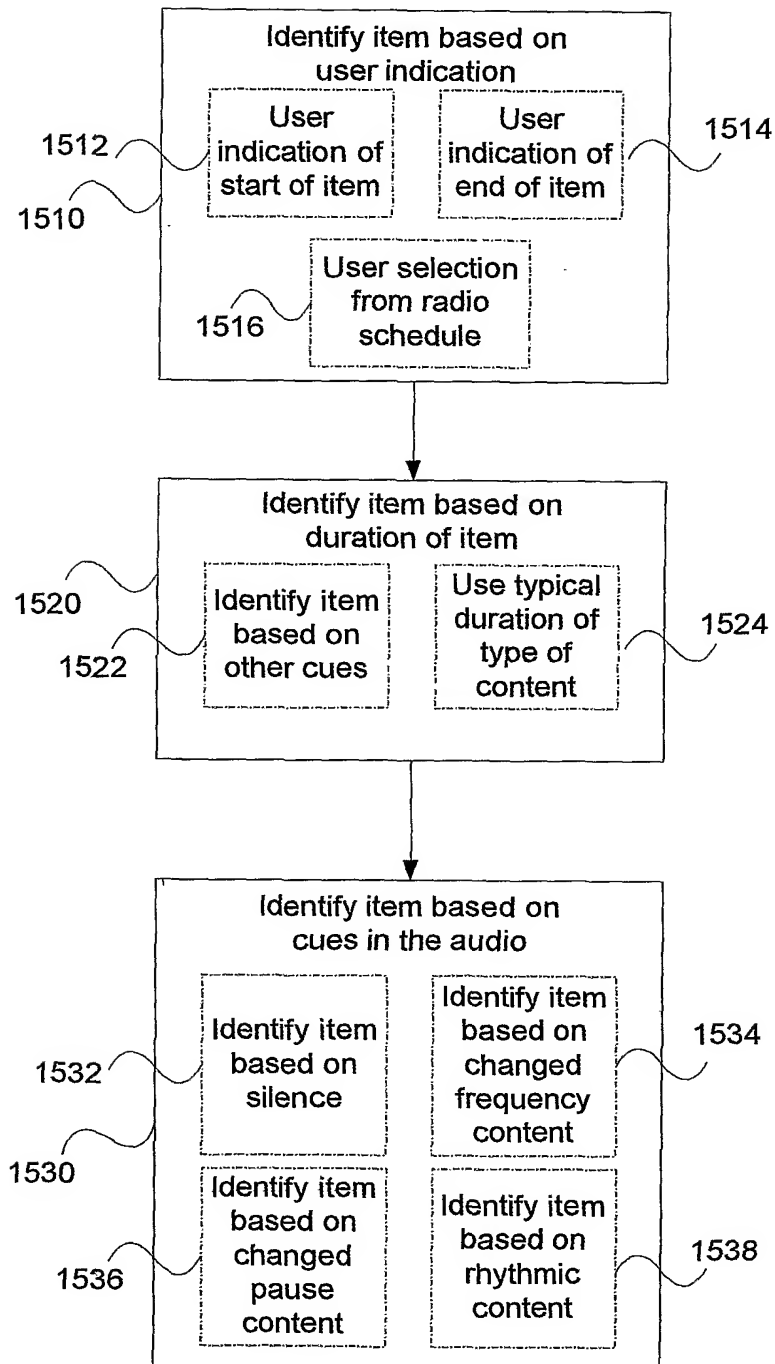 Identify item based on
user indication
User
indication of
start of item
User
indication of
end of item
1512
1514
1510
User selection
from radio
schedule
1516
Identify item based on
duration of item
Identify item
based on
other cues
Use typical
duration of
type of
content
1520
1522
1524
Identify item based on
cues in the audio
Identify item
based on
silence
Identify item
based on
changed
frequency
content
1532
1534
1530
Identify item
based on
changed
pause
content
Identify item
based on
rhythmic
content
1536
1538